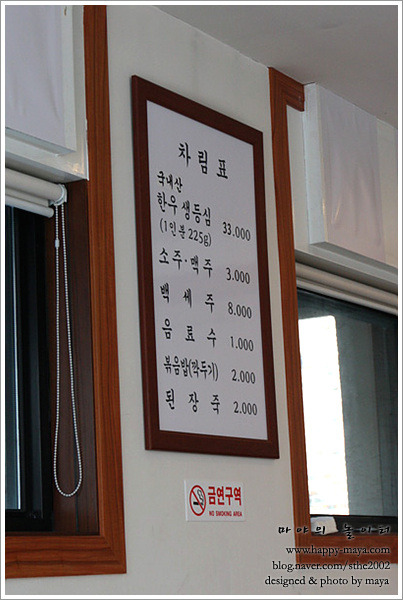 차림표
국내산
한우 생등심 33.000
(1인분 225g)
소주·맥주 3.000
백세주 8.000
음료수 1.000
볶음밥(깍두기) 2.000
된장죽 2.000
금연구역
NO SMOKING AREA
마야의 놀이터
www.happy-maya.com
blog.naver.com/sthe2002
designed & photo by maya